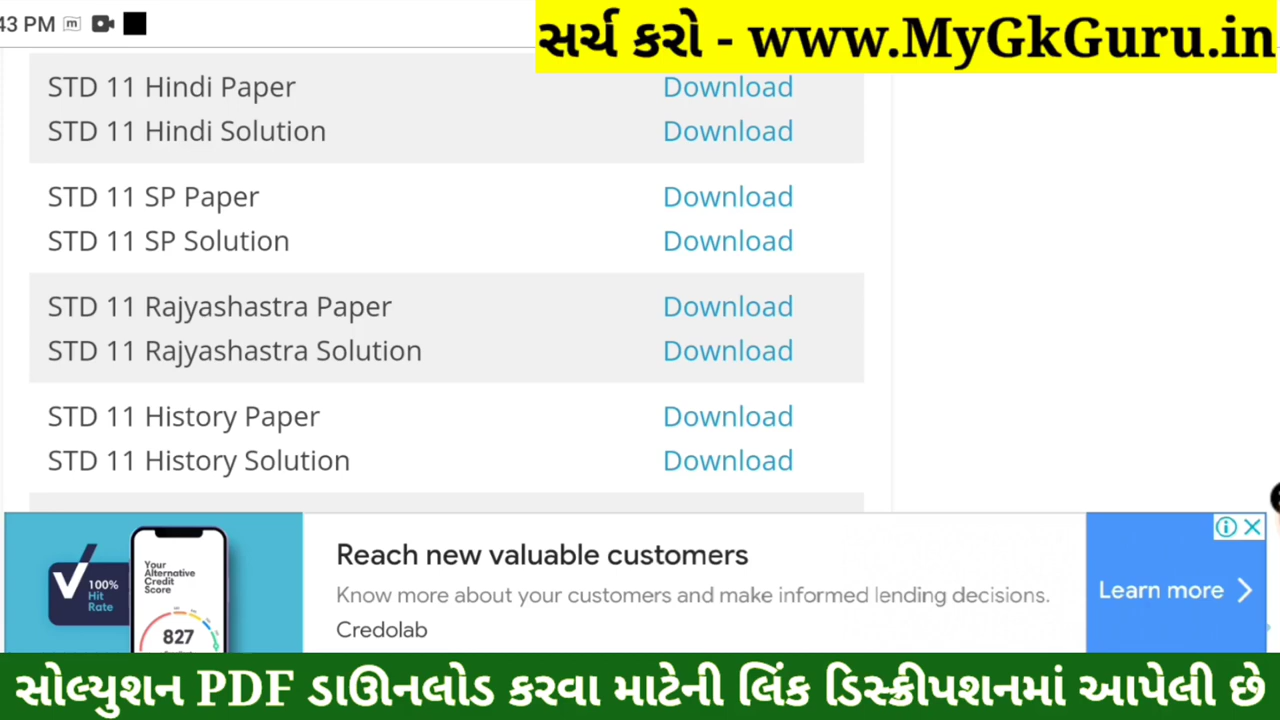 43 PM
સર્ચ કરો - www.MyGkGuru.in
STD 11 Hindi Paper Download
STD 11 Hindi Solution Download
STD 11 SP Paper Download
STD 11 SP Solution Download
STD 11 Rajyashastra Paper Download
STD 11 Rajyashastra Solution Download
STD 11 History Paper Download
STD 11 History Solution Download
100%
Hit
Rate
Your
Alternative
Credit
Score
827
Reach new valuable customers
Know more about your customers and make informed lending decisions.
Credolab
Learn more
સોલ્યુશન PDF ડાઊનલોડ કરવા માટેની લિંક ડિસ્ક્રીપશનમાં આપેલી છે